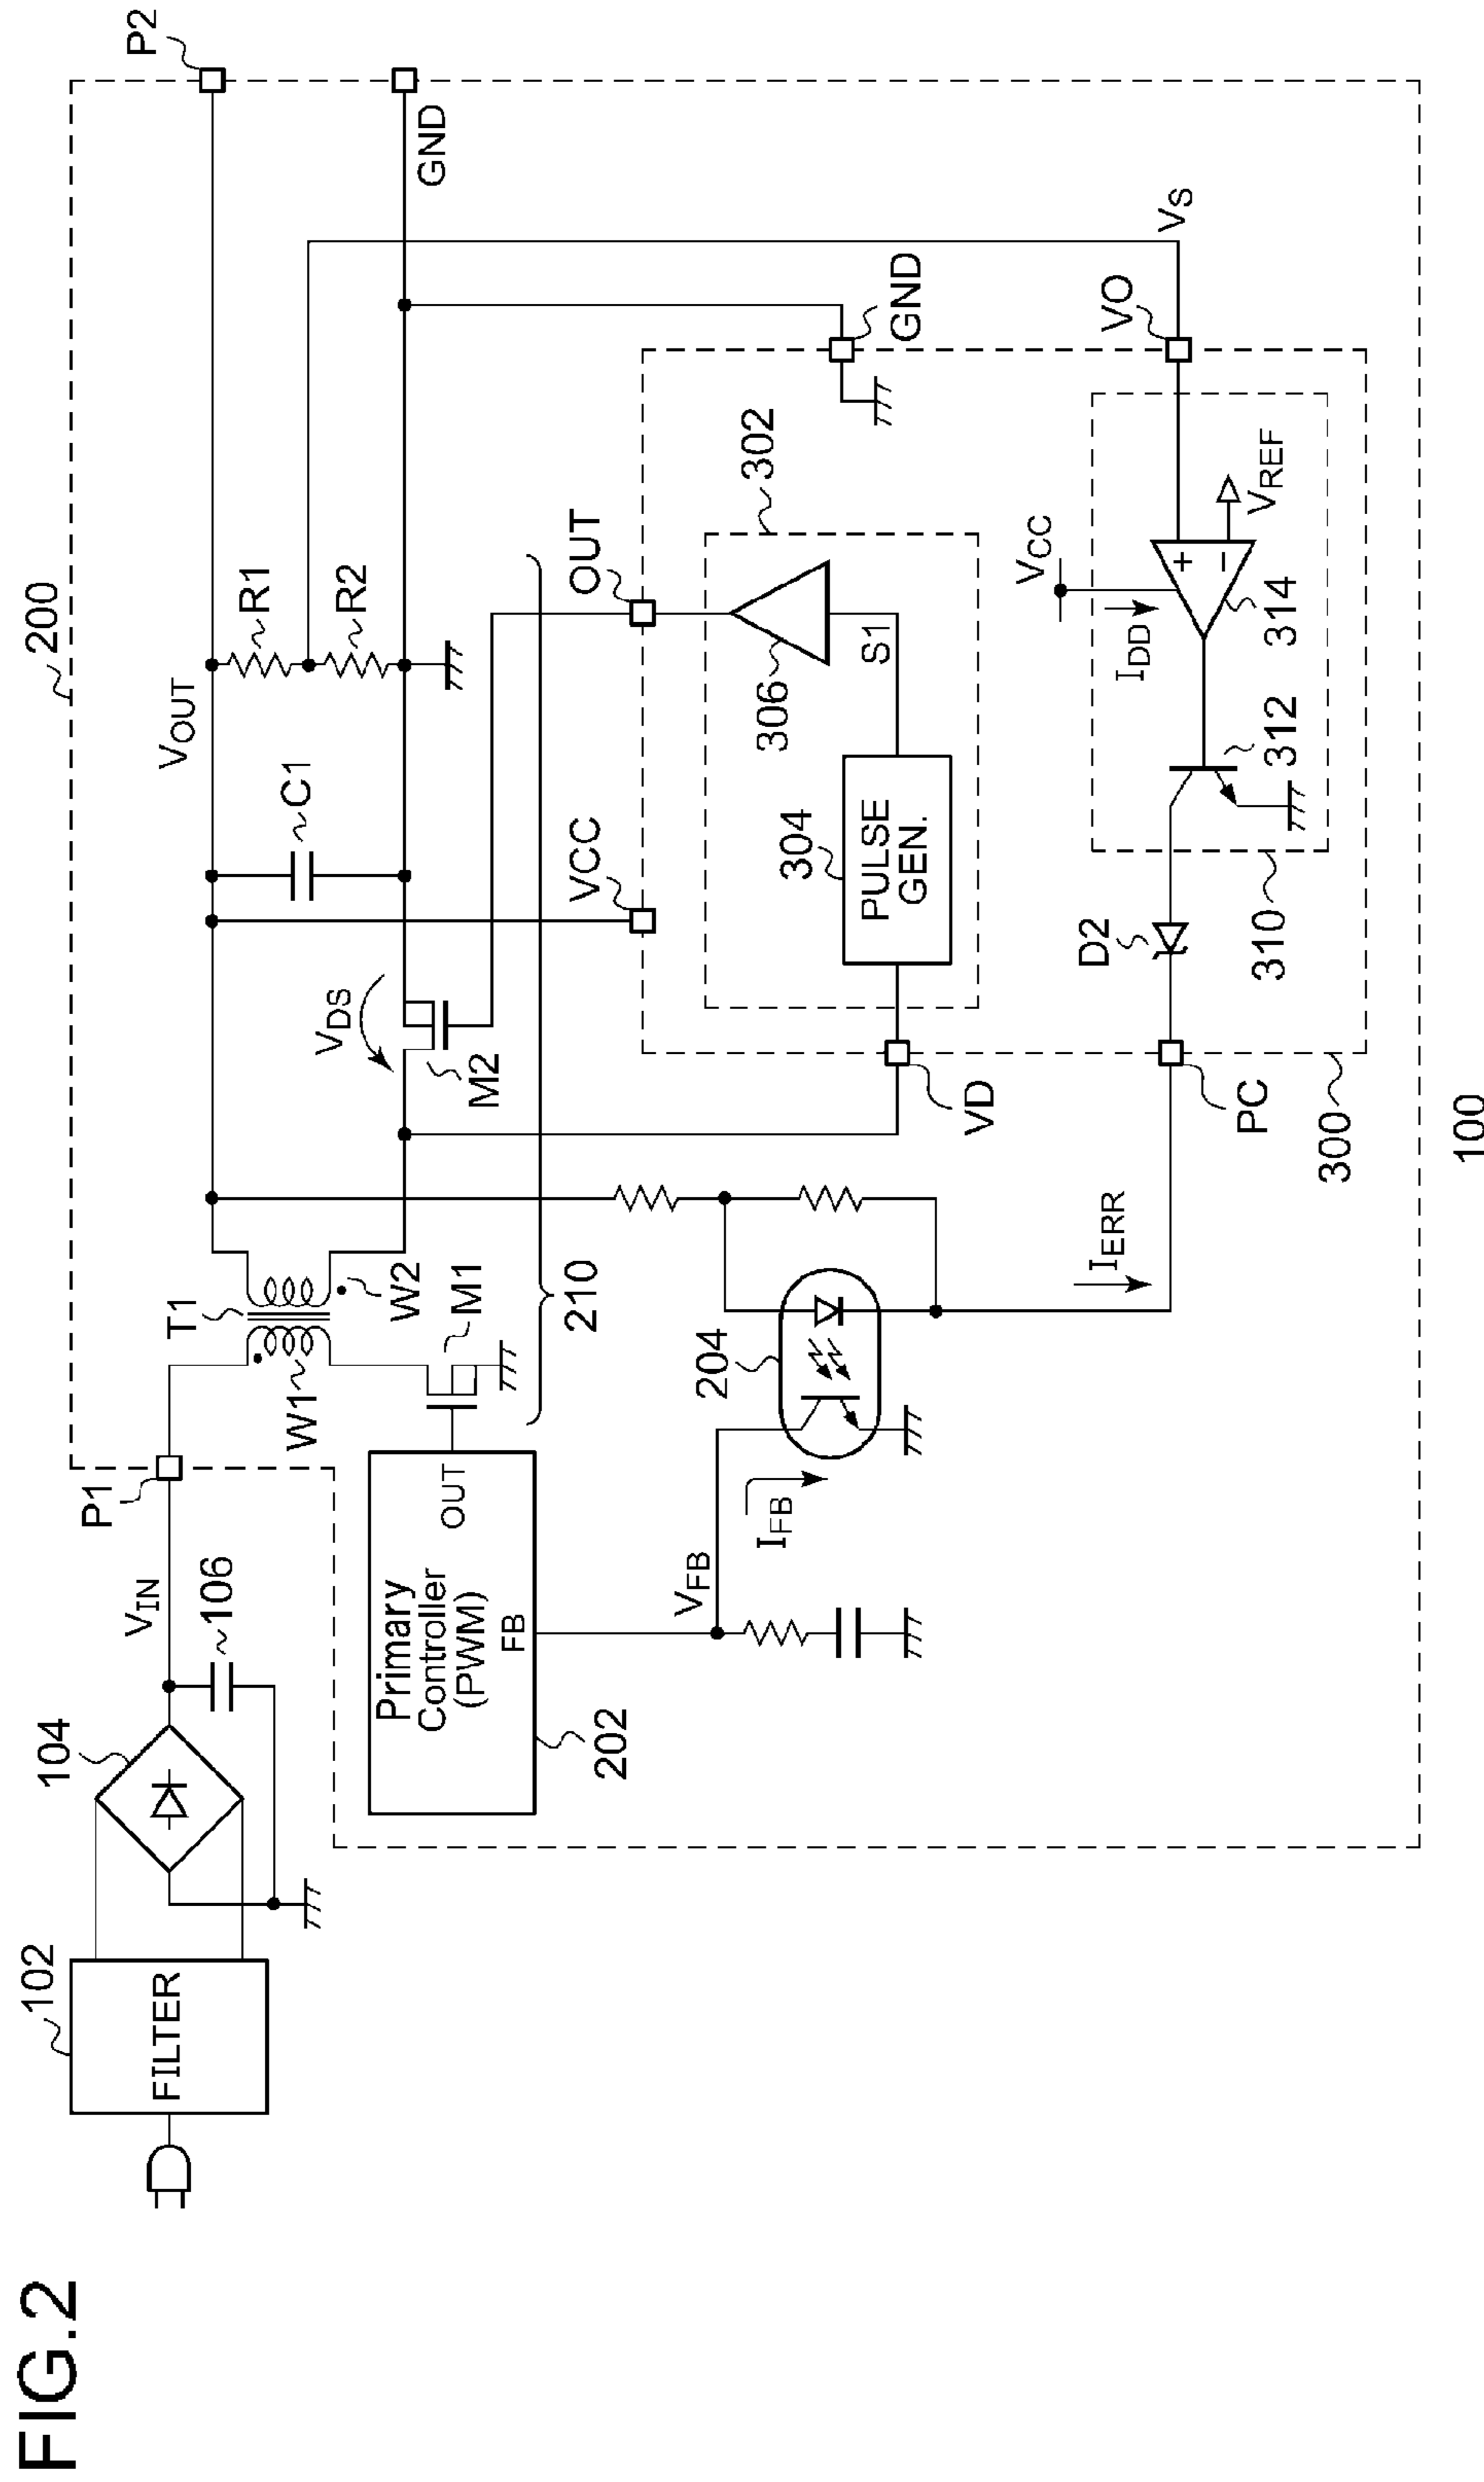 FIG.2
100
200
P2
102
FILTER
104
106
VIN
P1
T1
W1
W2
M1
210
Primary
Controller
(PWM)
OUT
FB
202
VFB
IFB
204
IERR
VOUT
C1
R1
R2
GND
VDS
M2
VCC
OUT
302
304
PULSE
GEN.
306
S1
VD
GND
VO
VS
PC
300
D2
310
312
314
IDD
VCC
+
−
VREF